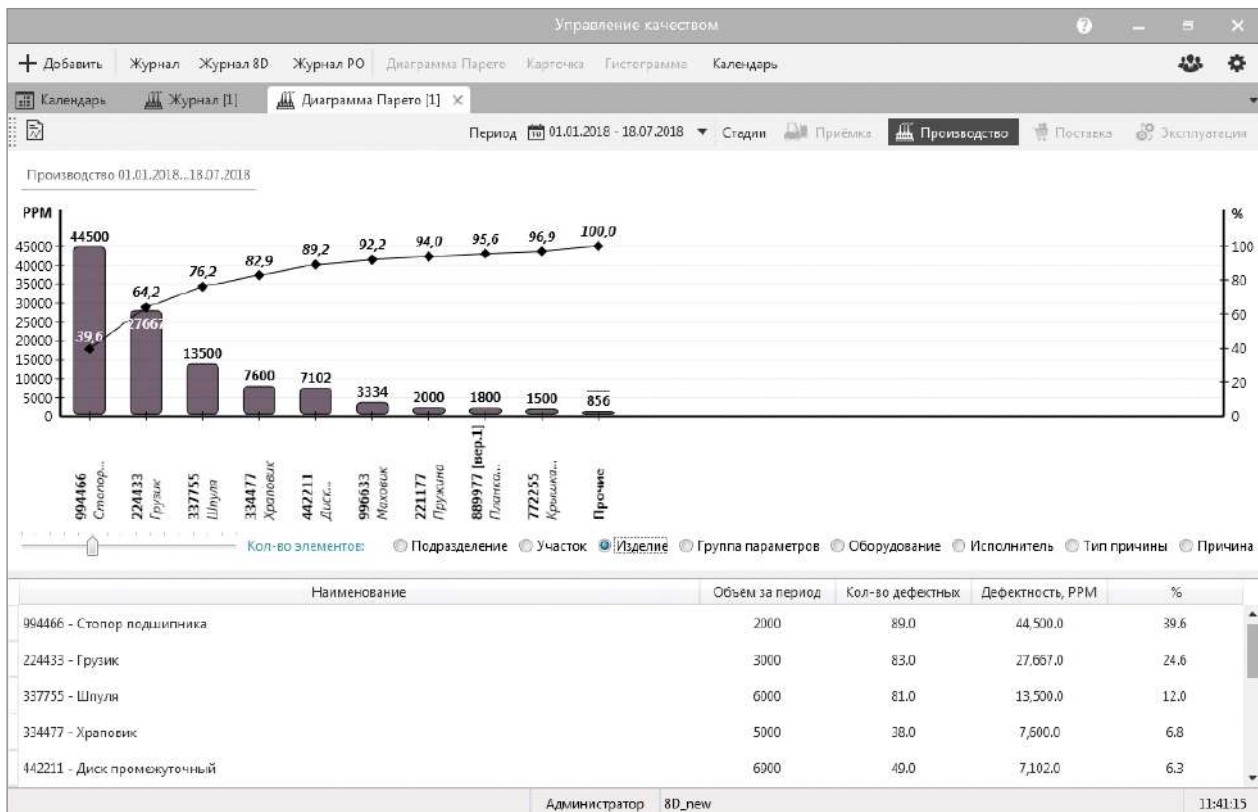 Управление качеством
Добавить Журнал Журнал 8D Журнал РО Диаграмма Парето Карточка Гистограмма Календарь
Календарь Журнал [1] Диаграмма Парето [1]
Период 01.01.2018 - 18.07.2018 Стадии Приёмка Производство Поставка Эксплуатация
Производство 01.01.2018...18.07.2018
PPM %
44500 39,6 64,2 27667 76,2 13500 82,9 7600 89,2 7102 92,2 3334 94,0 2000 95,6 1800 96,9 1500 100,0 856
45000
40000
35000
30000
25000
20000
15000
10000
5000
0
100
80
60
40
20
0
994466 Стопор...
224433 Грузик
337755 Шпуля
334477 Храповик
442211 Диск...
996633 Маховик
221177 Пружина
889977 [вер.1] Планка...
772255 Крышка...
Прочие
Кол-во элементов: Подразделение Участок Изделие Группа параметров Оборудование Исполнитель Тип причины Причина
Наименование Объём за период Кол-во дефектных Дефектность, PPM %
994466 - Стопор подшипника 2000 89.0 44,500.0 39.6
224433 - Грузик 3000 83.0 27,667.0 24.6
337755 - Шпуля 6000 81.0 13,500.0 12.0
334477 - Храповик 5000 38.0 7,600.0 6.8
442211 - Диск промежуточный 6900 49.0 7,102.0 6.3
Администратор 8D_new 11:41:15